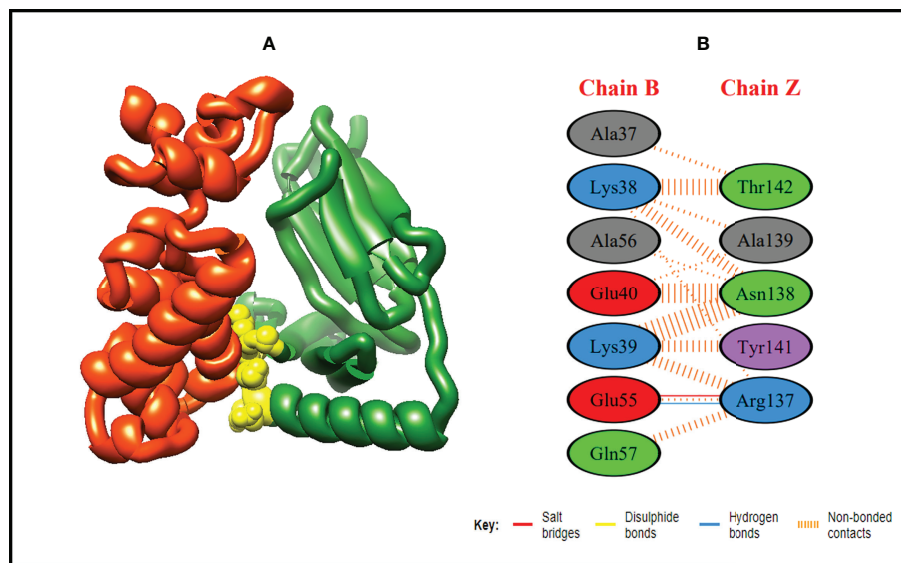 A
B
Chain B
Chain Z
Ala37
Lys38
Thr142
Ala56
Ala139
Glu40
Asn138
Lys39
Tyr141
Glu55
Arg137
Gln57
Key:
Salt
bridges
Disulphide
bonds
Hydrogen
bonds
Non-bonded
contacts